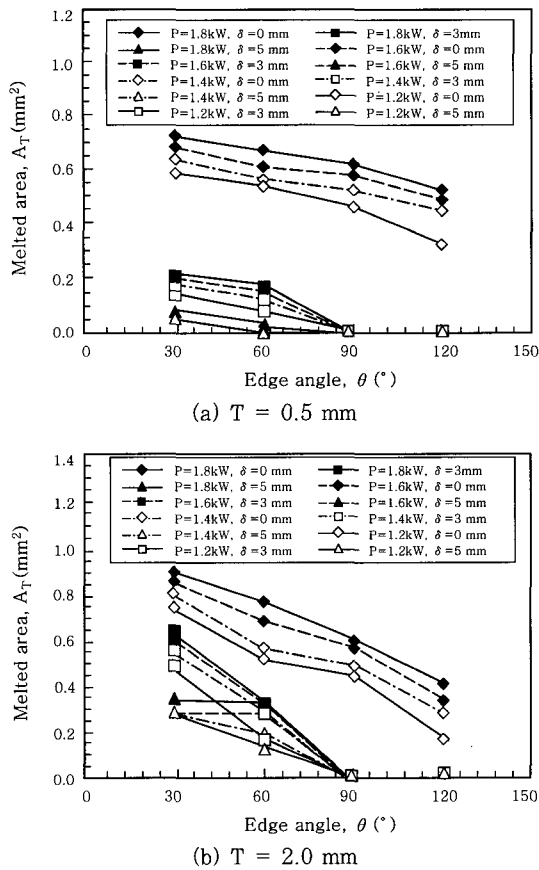 1.2
1.0
0.8
0.6
0.4
0.2
0.0
Melted area, A_T(mm²)
P=1.8kW, δ=0 mm P=1.8kW, δ=3mm
P=1.8kW, δ=5 mm P=1.6kW, δ=0 mm
P=1.6kW, δ=3 mm P=1.6kW, δ=5 mm
P=1.4kW, δ=0 mm P=1.4kW, δ=3 mm
P=1.4kW, δ=5 mm P=1.2kW, δ=0 mm
P=1.2kW, δ=3 mm P=1.2kW, δ=5 mm
0 30 60 90 120 150
Edge angle, θ (°)
(a) T = 0.5 mm
1.4
1.2
1.0
0.8
0.6
0.4
0.2
0.0
Melted area, A_T(mm²)
P=1.8kW, δ=0 mm P=1.8kW, δ=3mm
P=1.8kW, δ=5 mm P=1.6kW, δ=0 mm
P=1.6kW, δ=3 mm P=1.6kW, δ=5 mm
P=1.4kW, δ=0 mm P=1.4kW, δ=3 mm
P=1.4kW, δ=5 mm P=1.2kW, δ=0 mm
P=1.2kW, δ=3 mm P=1.2kW, δ=5 mm
0 30 60 90 120 150
Edge angle, θ (°)
(b) T = 2.0 mm